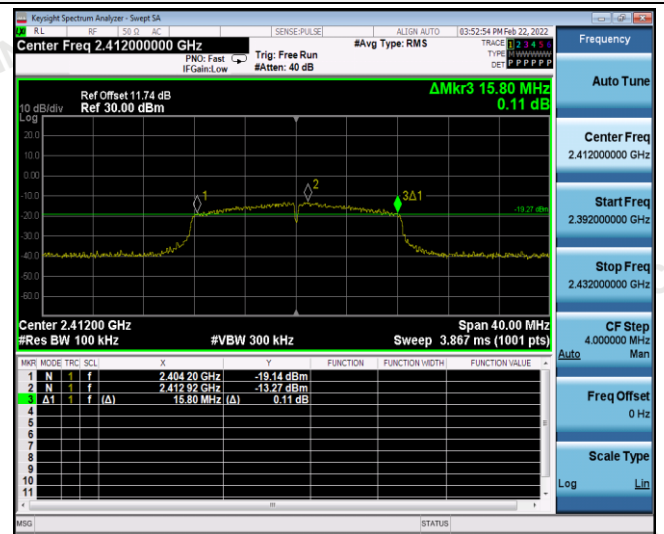 Keysight Spectrum Analyzer - Swept SA
RL RF 50 Ω AC SENSE:PULSE ALIGN AUTO 03:52:54 PM Feb 22, 2022
Center Freq 2.412000000 GHz #Avg Type: RMS TRACE 1 2 3 4 5 6
PNO: Fast Trig: Free Run TYPE M WWWWW
IFGain:Low #Atten: 40 dB DET P P P P P P
ΔMkr3 15.80 MHz
Ref Offset 11.74 dB
10 dB/div Ref 30.00 dBm 0.11 dB
Log
20.0
10.0
0.00
-10.0
-20.0
-30.0
-40.0
-50.0
-60.0
1
2
3Δ1
-19.27 dBm
Center 2.41200 GHz Span 40.00 MHz
#Res BW 100 kHz #VBW 300 kHz Sweep 3.867 ms (1001 pts)
MKR MODE TRC SCL X Y FUNCTION FUNCTION WIDTH FUNCTION VALUE
1 N 1 f 2.404 20 GHz -19.14 dBm
2 N 1 f 2.412 92 GHz -13.27 dBm
3 Δ1 1 f (Δ) 15.80 MHz (Δ) 0.11 dB
4
5
6
7
8
9
10
11
MSG STATUS
Frequency
Auto Tune
Center Freq
2.412000000 GHz
Start Freq
2.392000000 GHz
Stop Freq
2.432000000 GHz
CF Step
4.000000 MHz
Auto Man
Freq Offset
0 Hz
Scale Type
Log Lin